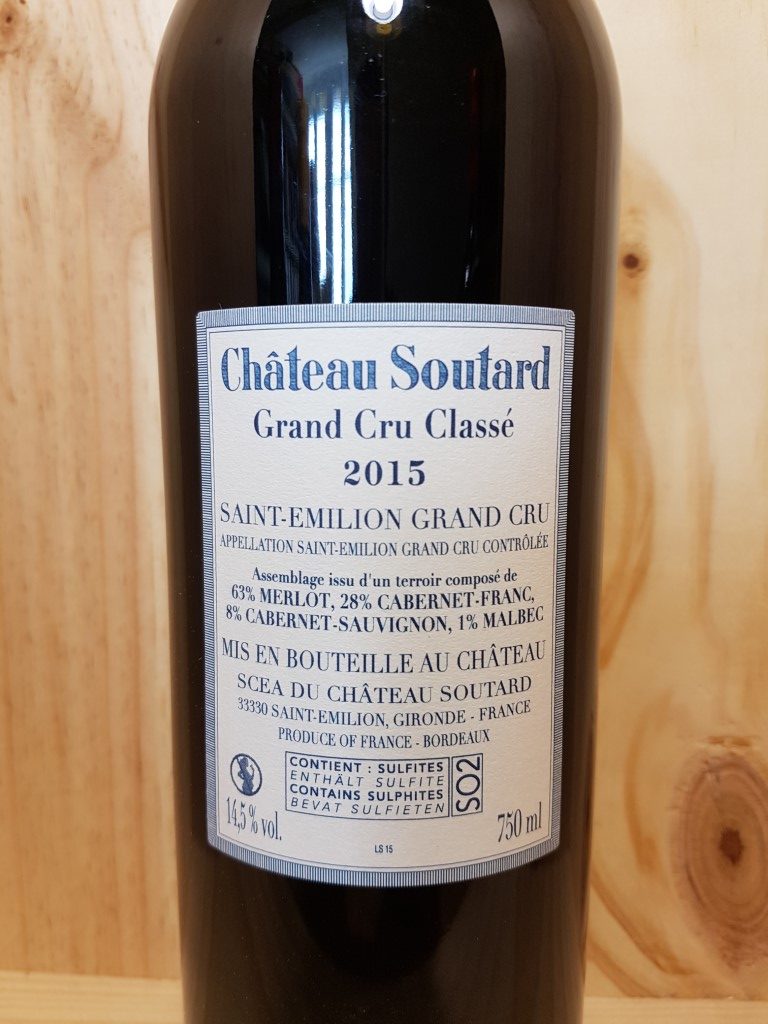 Château Soutard
Grand Cru Classé
2015
SAINT-EMILION GRAND CRU
APPELLATION SAINT-EMILION GRAND CRU CONTRÔLÉE
Assemblage issu d'un terroir composé de
63% MERLOT, 28% CABERNET-FRANC,
8% CABERNET-SAUVIGNON, 1% MALBEC
MIS EN BOUTEILLE AU CHÂTEAU
SCEA DU CHÂTEAU SOUTARD
33330 SAINT-EMILION, GIRONDE - FRANCE
PRODUCE OF FRANCE - BORDEAUX
CONTIENT : SULFITES
ENTHÄLT SULFITE
CONTAINS SULPHITES
BEVAT SULFIETEN
SO2
14,5 % vol.
750 ml
LS 15